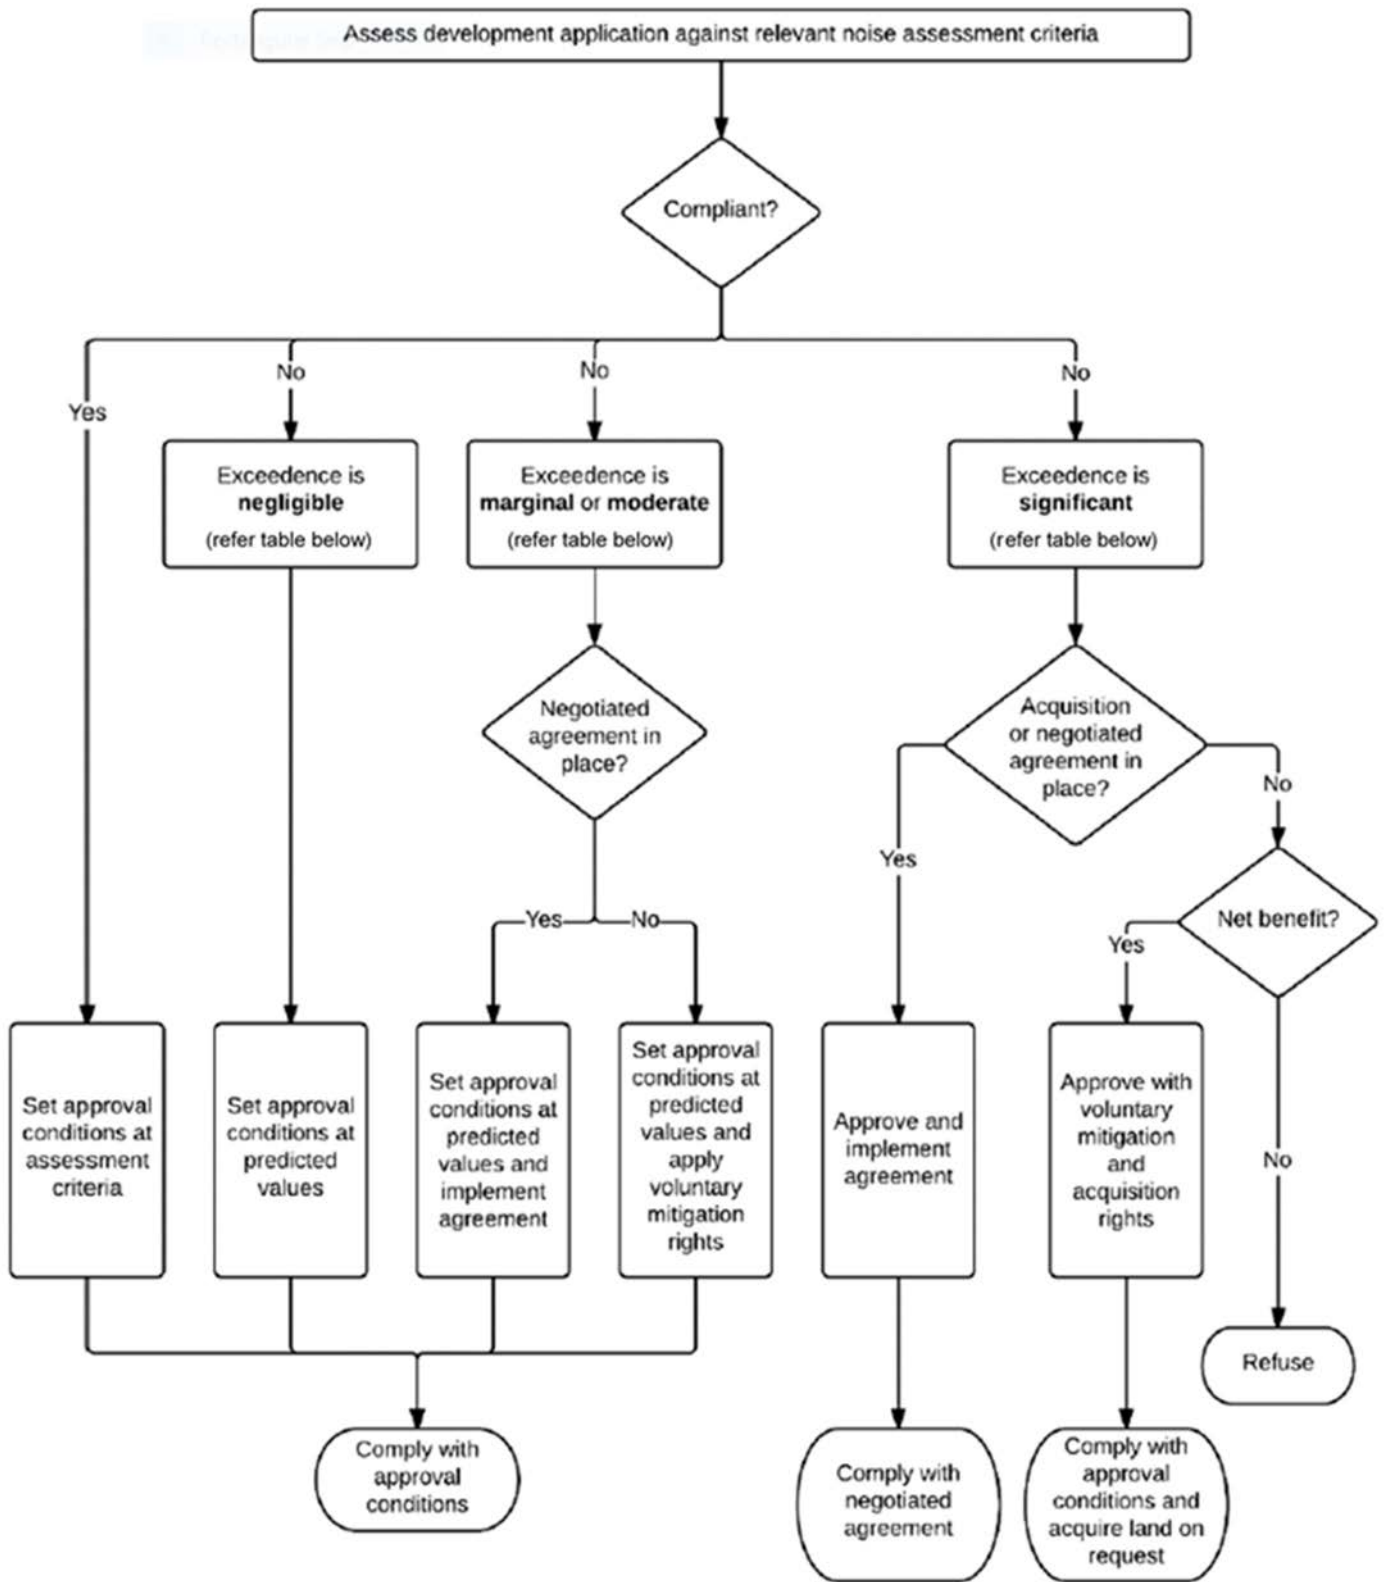 Assess development application against relevant noise assessment criteria
Compliant?
Yes
No
No
No
Exceedence is
negligible
(refer table below)
Exceedence is
marginal or moderate
(refer table below)
Exceedence is
significant
(refer table below)
Negotiated
agreement in
place?
Acquisition
or negotiated
agreement in
place?
No
Yes
Yes
No
Net benefit?
Yes
No
Set approval
conditions at
assessment
criteria
Set approval
conditions at
predicted
values
Set approval
conditions at
predicted
values and
implement
agreement
Set approval
conditions at
predicted
values and
apply
voluntary
mitigation
rights
Approve and
implement
agreement
Approve with
voluntary
mitigation
and
acquisition
rights
Refuse
Comply with
approval
conditions
Comply with
negotiated
agreement
Comply with
approval
conditions and
acquire land on
request